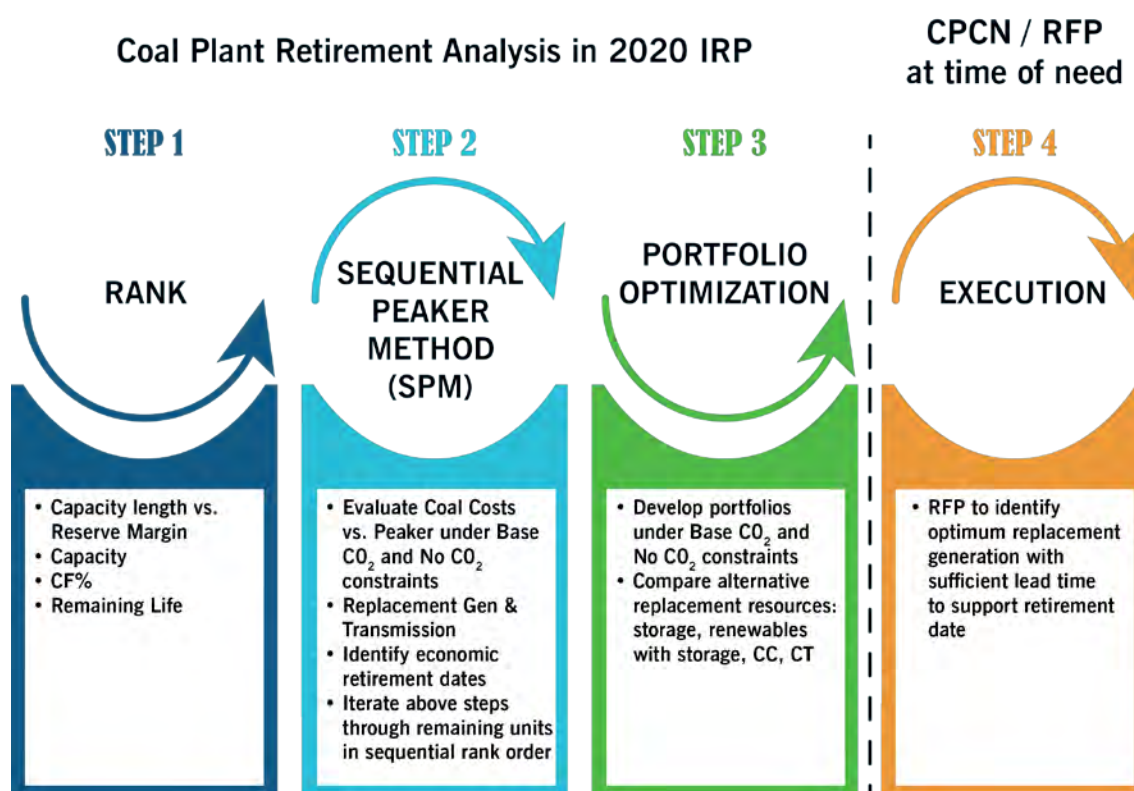 Coal Plant Retirement Analysis in 2020 IRP
CPCN / RFP
at time of need
STEP 1
RANK
• Capacity length vs.
Reserve Margin
• Capacity
• CF%
• Remaining Life
STEP 2
SEQUENTIAL
PEAKER
METHOD
(SPM)
• Evaluate Coal Costs
vs. Peaker under Base
CO₂ and No CO₂
constraints
• Replacement Gen &
Transmission
• Identify economic
retirement dates
• Iterate above steps
through remaining units
in sequential rank order
STEP 3
PORTFOLIO
OPTIMIZATION
• Develop portfolios
under Base CO₂ and
No CO₂ constraints
• Compare alternative
replacement resources:
storage, renewables
with storage, CC, CT
STEP 4
EXECUTION
• RFP to identify
optimum replacement
generation with
sufficient lead time
to support retirement
date